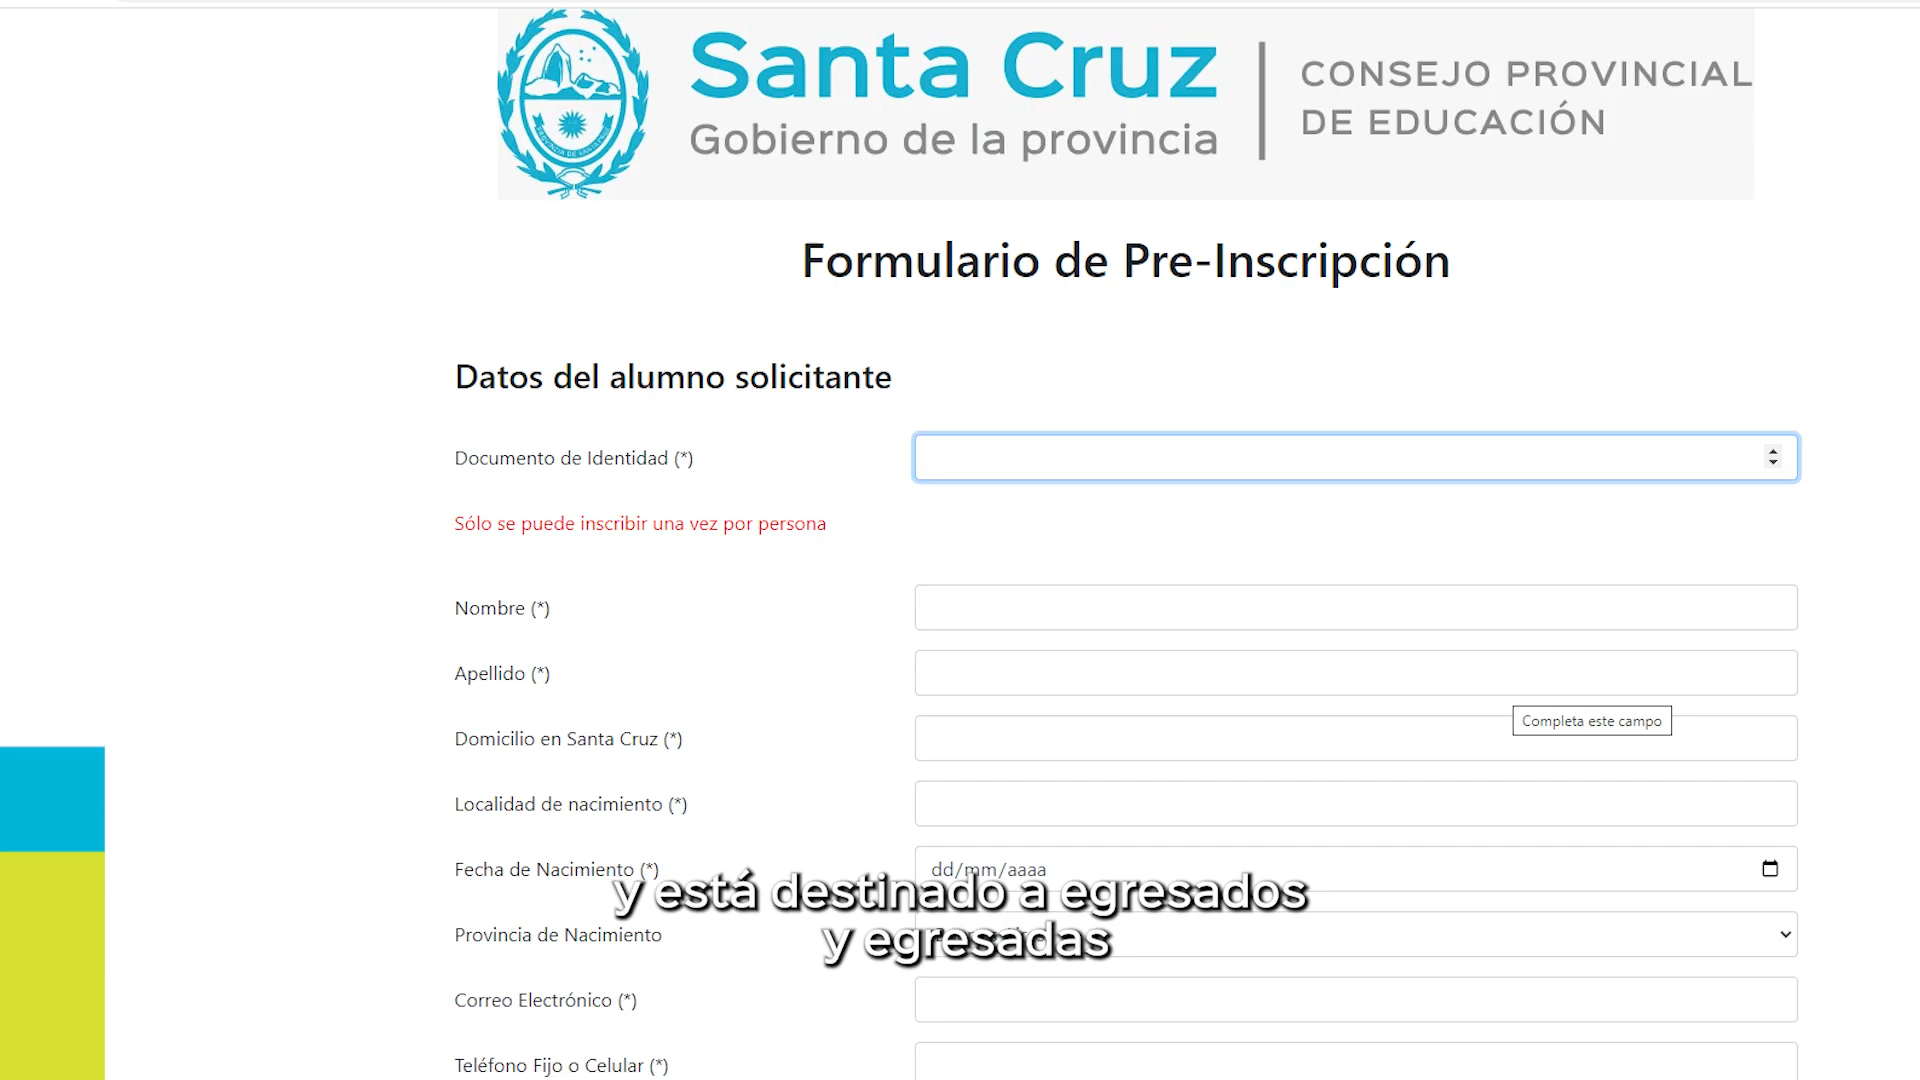 Santa Cruz
Gobierno de la provincia
CONSEJO PROVINCIAL
DE EDUCACIÓN
Formulario de Pre-Inscripción
Datos del alumno solicitante
Documento de Identidad (*)
Sólo se puede inscribir una vez por persona
Nombre (*)
Apellido (*)
Completa este campo
Domicilio en Santa Cruz (*)
Localidad de nacimiento (*)
Fecha de Nacimiento (*)
dd/mm/aaaa
y está destinado a egresados
y egresadas
Provincia de Nacimiento
Correo Electrónico (*)
Teléfono Fijo o Celular (*)